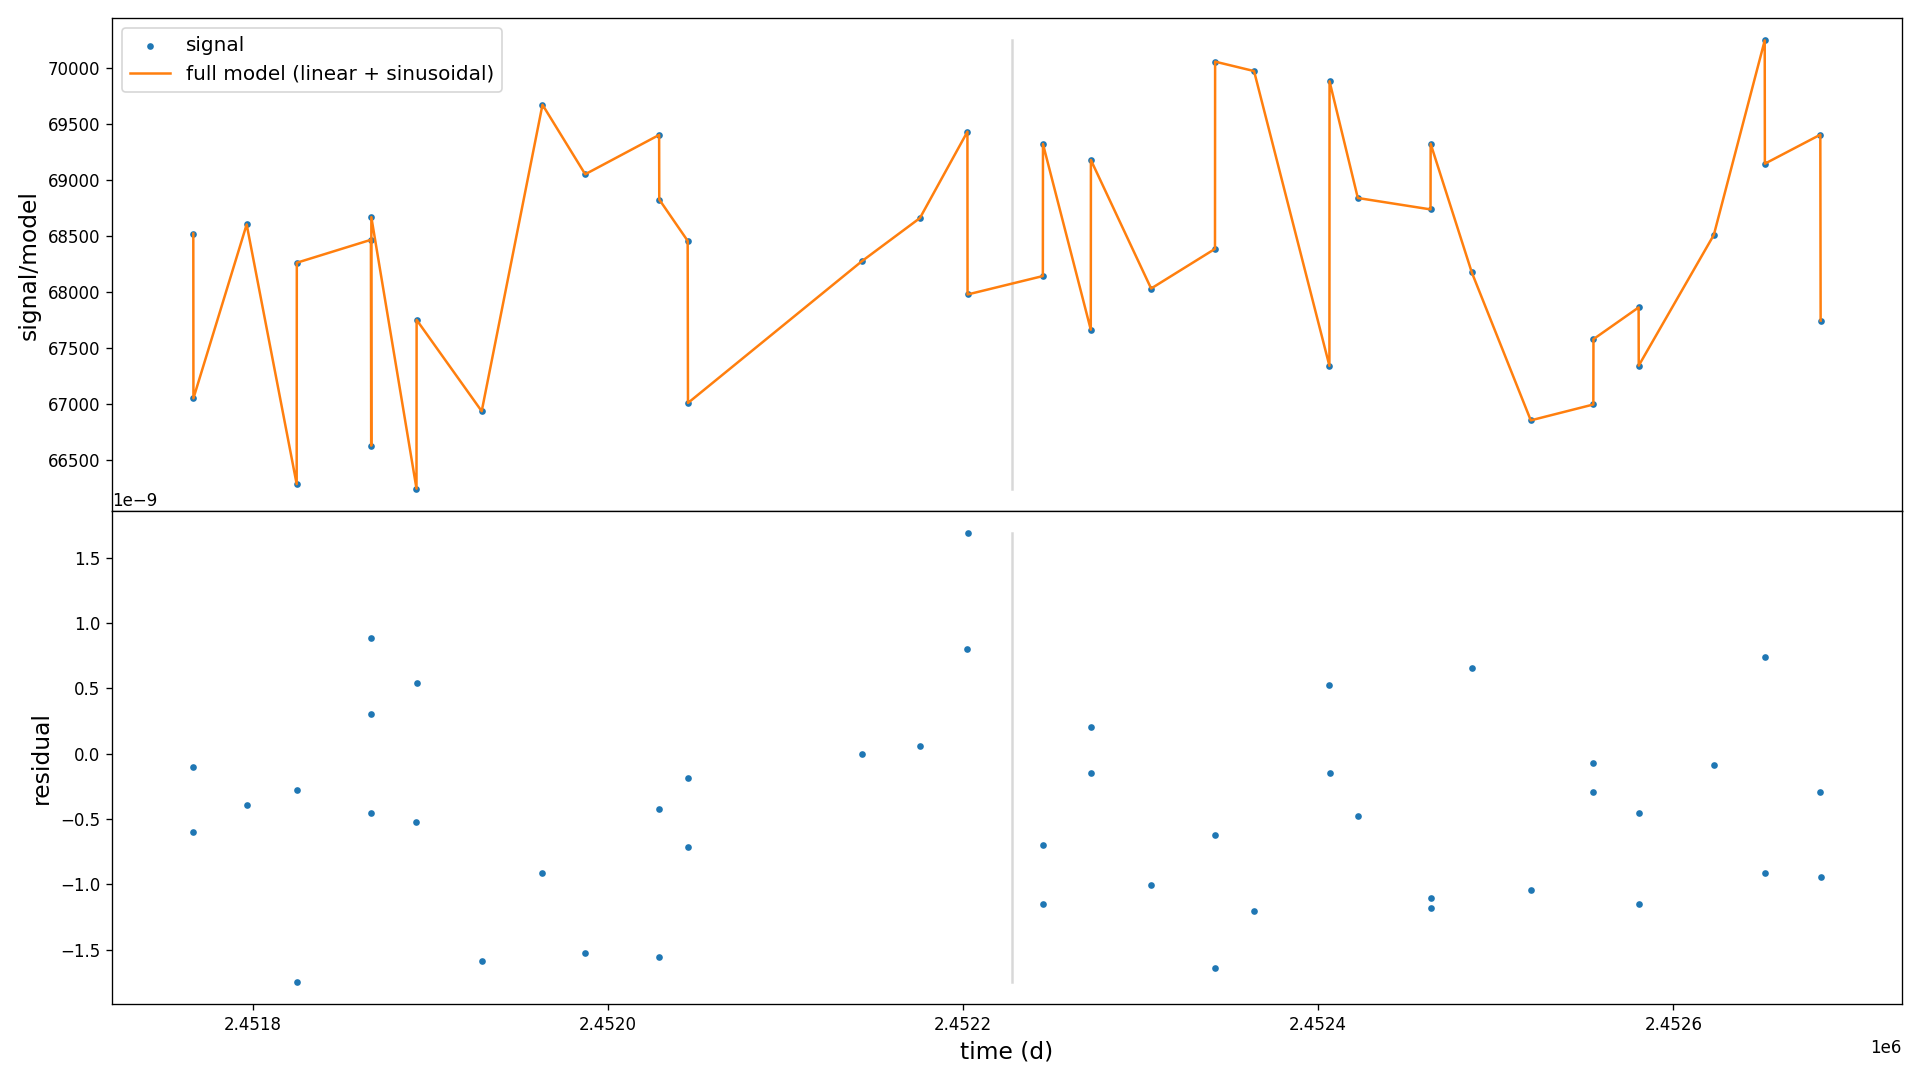 signal
full model (linear + sinusoidal)
70000
69500
69000
68500
68000
67500
67000
66500
signal/model
1e−9
1.5
1.0
0.5
0.0
−0.5
−1.0
−1.5
residual
2.4518
2.4520
2.4522
2.4524
2.4526
time (d)
1e6